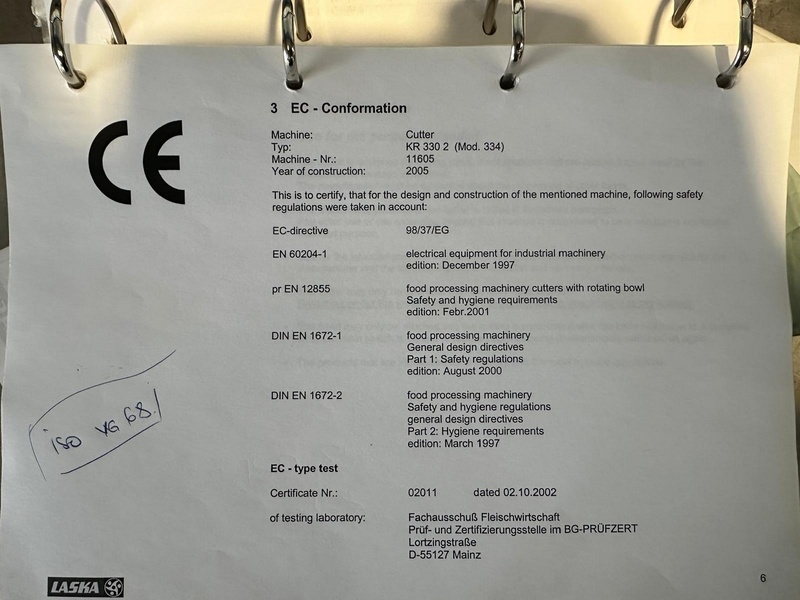 3 EC - Conformation
CE
Machine: Cutter
Typ: KR 330 2 (Mod. 334)
Machine - Nr.: 11605
Year of construction: 2005
This is to certify, that for the design and construction of the mentioned machine, following safety
regulations were taken in account:
EC-directive 98/37/EG
EN 60204-1 electrical equipment for industrial machinery
edition: December 1997
pr EN 12855 food processing machinery cutters with rotating bowl
Safety and hygiene requirements
edition: Febr.2001
DIN EN 1672-1 food processing machinery
General design directives
Part 1: Safety regulations
edition: August 2000
DIN EN 1672-2 food processing machinery
Safety and hygiene regulations
general design directives
Part 2: Hygiene requirements
edition: March 1997
ISO VG 68!
EC - type test
Certificate Nr.: 02011 dated 02.10.2002
of testing laboratory: Fachausschuß Fleischwirtschaft
Prüf- und Zertifizierungsstelle im BG-PRÜFZERT
Lortzingstraße
D-55127 Mainz
LASKA
6